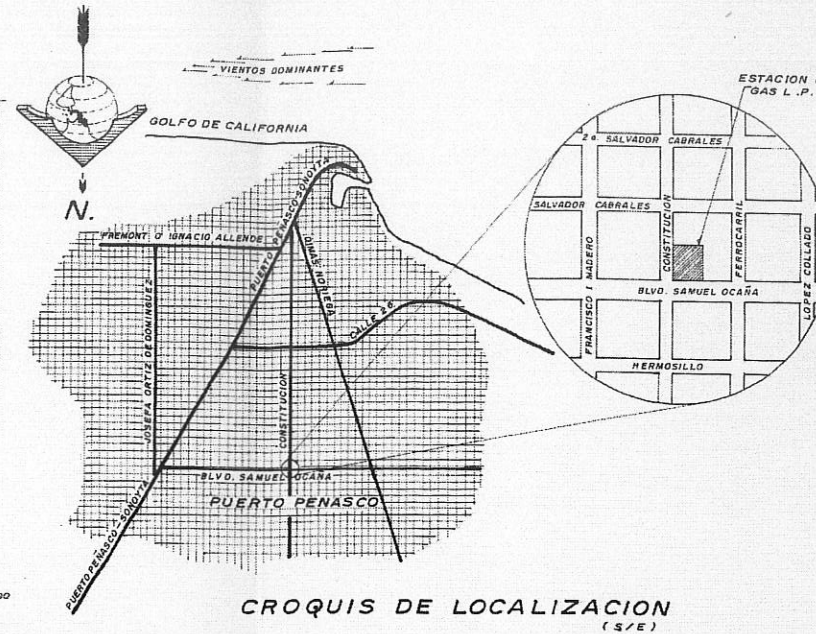 VIENTOS DOMINANTES
GOLFO DE CALIFORNIA
N.
FREMONT O IGNACIO ALLENDE
PUERTO PEÑASCO-SONOYTA
DIMAS NORIEGA
JOSEFA ORTIZ DE DOMINGUEZ
CALLE 26
CONSTITUCION
BLVD. SAMUEL OCAÑA
PUERTO PEÑASCO
PUERTO PEÑASCO-SONOYTA
ESTACION
GAS L.P.
2a. SALVADOR CABRALES
SALVADOR CABRALES
CONSTITUCION
FERROCARRIL
FRANCISCO I MADERO
LOPEZ COLLADO
BLVD. SAMUEL OCAÑA
HERMOSILLO
CROQUIS DE LOCALIZACION
(S/E)